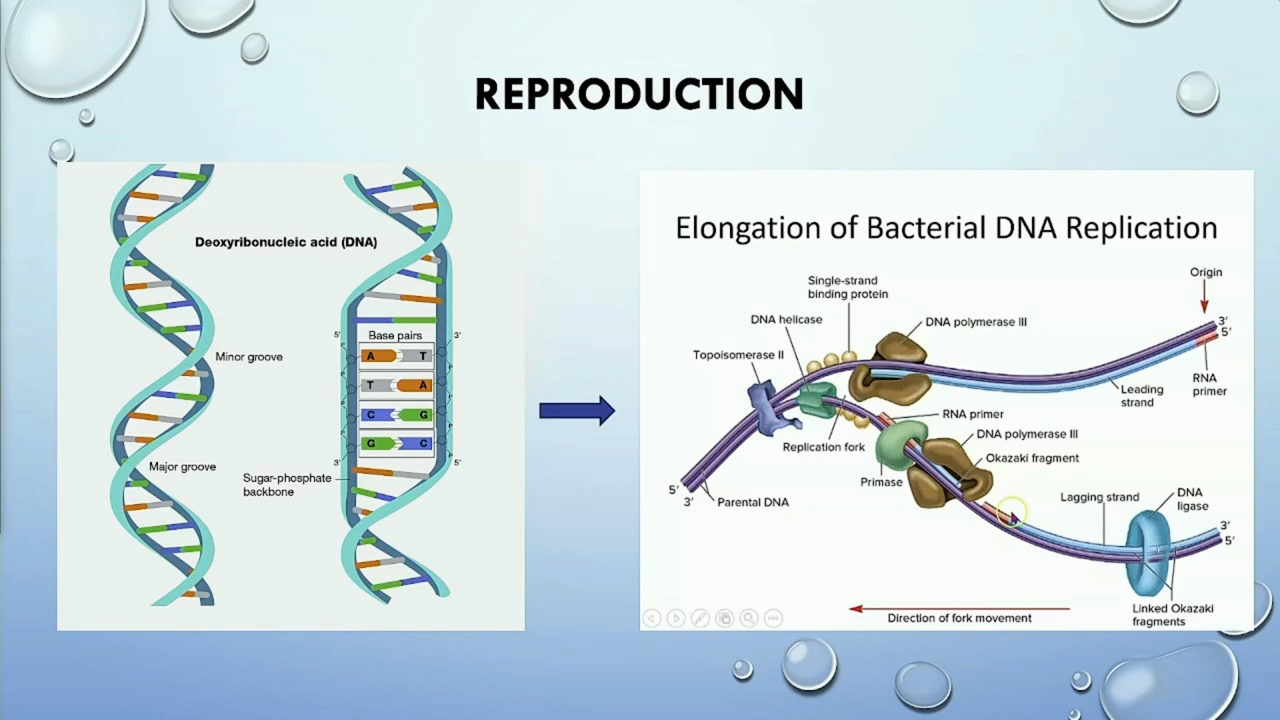 REPRODUCTION
Deoxyribonucleic acid (DNA)
Minor groove
Major groove
5'
3'
Base pairs
A T
T A
C G
G C
3'
5'
Sugar-phosphate
backbone
Elongation of Bacterial DNA Replication
Origin
Single-strand
binding protein
3'
5'
DNA helicase
DNA polymerase III
Topoisomerase II
RNA
primer
Leading
strand
RNA primer
DNA polymerase III
Replication fork
Okazaki fragment
Primase
5'
3'
Parental DNA
Lagging strand
DNA
ligase
3'
5'
Linked Okazaki
fragments
Direction of fork movement